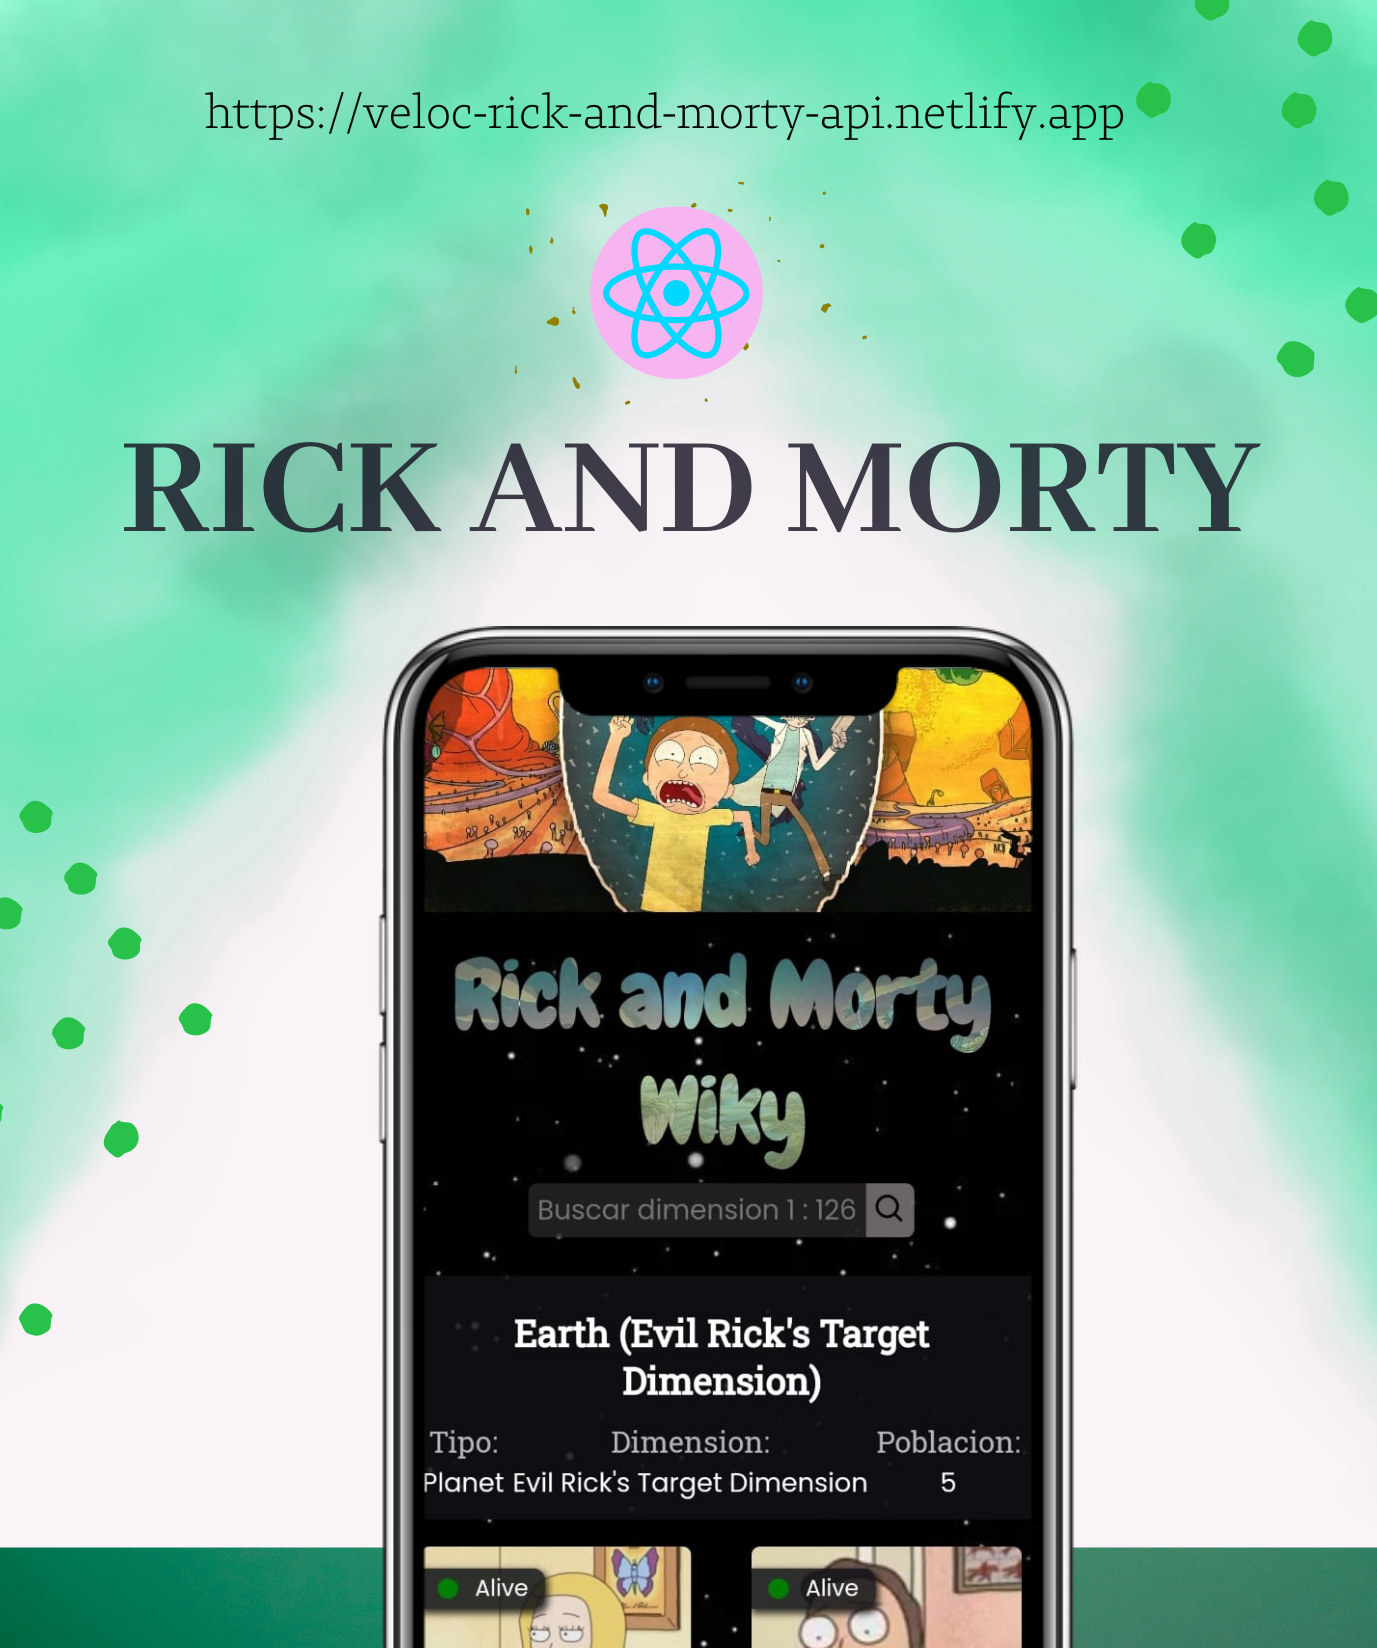 https://veloc-rick-and-morty-api.netlify.app
RICK AND MORTY
Rick and Morty
Wiky
Buscar dimension 1 : 126
Earth (Evil Rick's Target
Dimension)
Tipo: Dimension: Poblacion:
Planet Evil Rick's Target Dimension 5
Alive Alive